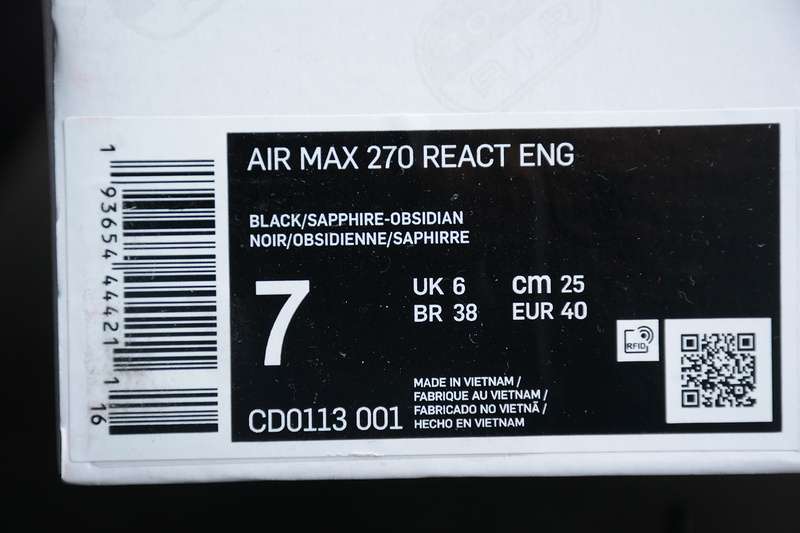 AIR MAX 270 REACT ENG
BLACK/SAPPHIRE-OBSIDIAN
NOIR/OBSIDIENNE/SAPHIRRE
7
UK 6
cm 25
BR 38
EUR 40
RFID
MADE IN VIETNAM /
FABRIQUE AU VIETNAM /
FABRICADO NO VIETNÃ /
HECHO EN VIETNAM
CD0113 001
1 93654 44421 1
16
AIR